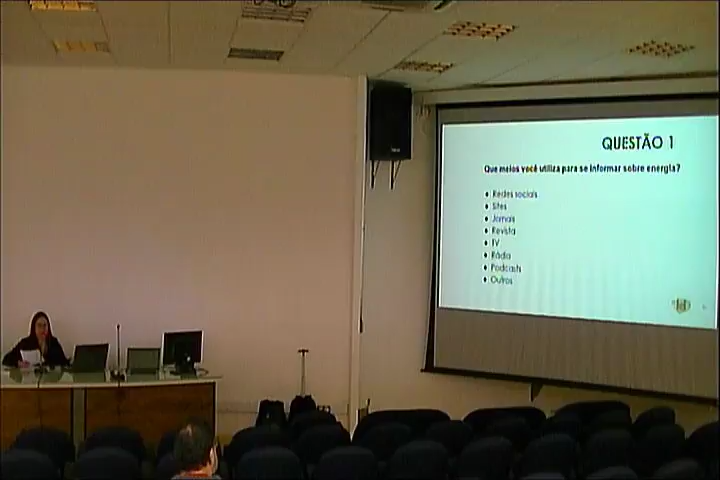 QUESTÃO 1
Que meios você utiliza para se informar sobre energia?
• Redes sociais
• Sites
• Jornais
• Revista
• TV
• Rádio
• Podcasts
• Outros